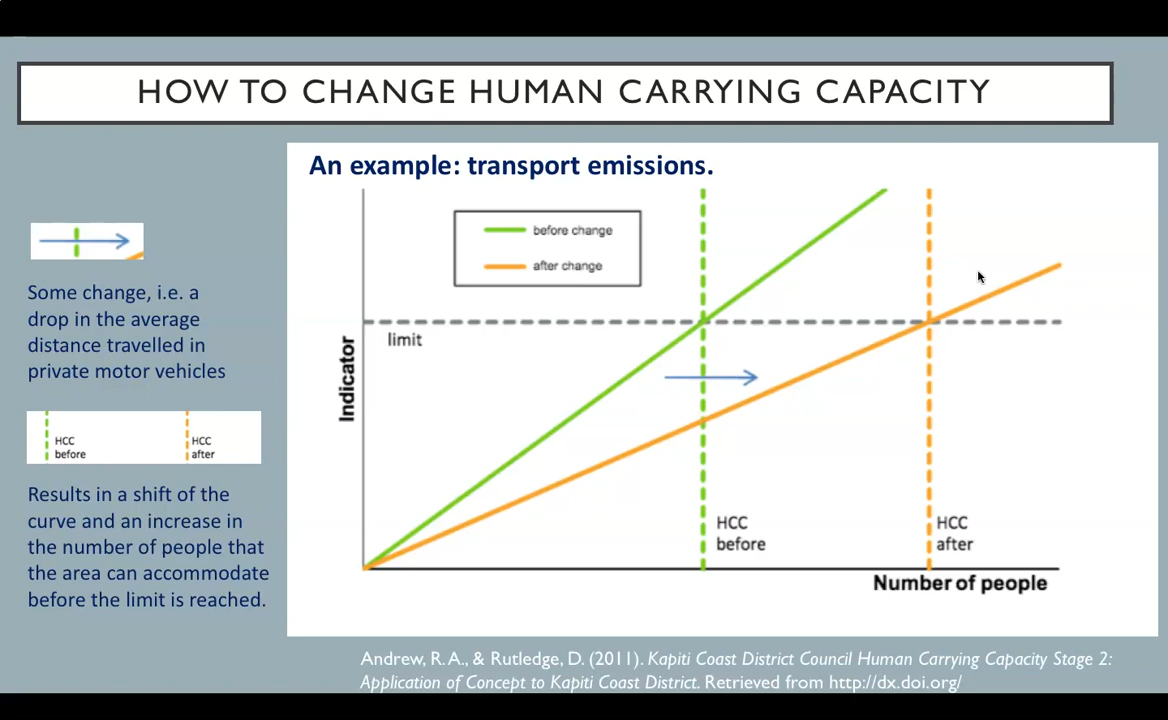 HOW TO CHANGE HUMAN CARRYING CAPACITY
An example: transport emissions.
before change
after change
limit
Indicator
HCC
before
HCC
after
Number of people
Some change, i.e. a
drop in the average
distance travelled in
private motor vehicles
HCC
before
HCC
after
Results in a shift of the
curve and an increase in
the number of people that
the area can accommodate
before the limit is reached.
Andrew, R. A., & Rutledge, D. (2011). Kapiti Coast District Council Human Carrying Capacity Stage 2:
Application of Concept to Kapiti Coast District. Retrieved from http://dx.doi.org/